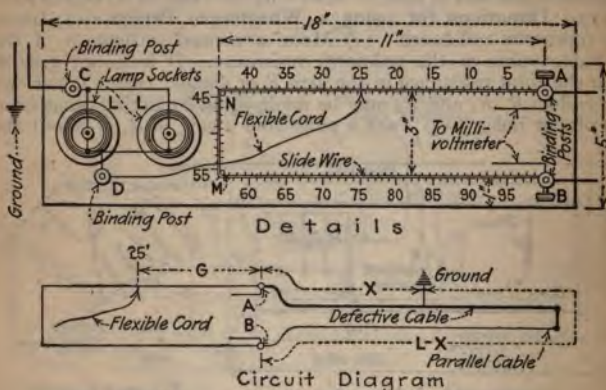 18"
11"
Binding Post
C
Lamp Sockets
L L
40 35 30 25 20 15 10 5
A
45
N
Flexible Cord
3"
To Milli-
voltmeter
Binding
Posts
5"
Slide Wire
D
55
M
60 65 70 75 80 85 90 95
B
Ground
Binding Post
Details
25'
G
X
Ground
A
Flexible Cord
B
Defective Cable
L-X
Parallel Cable
Circuit Diagram